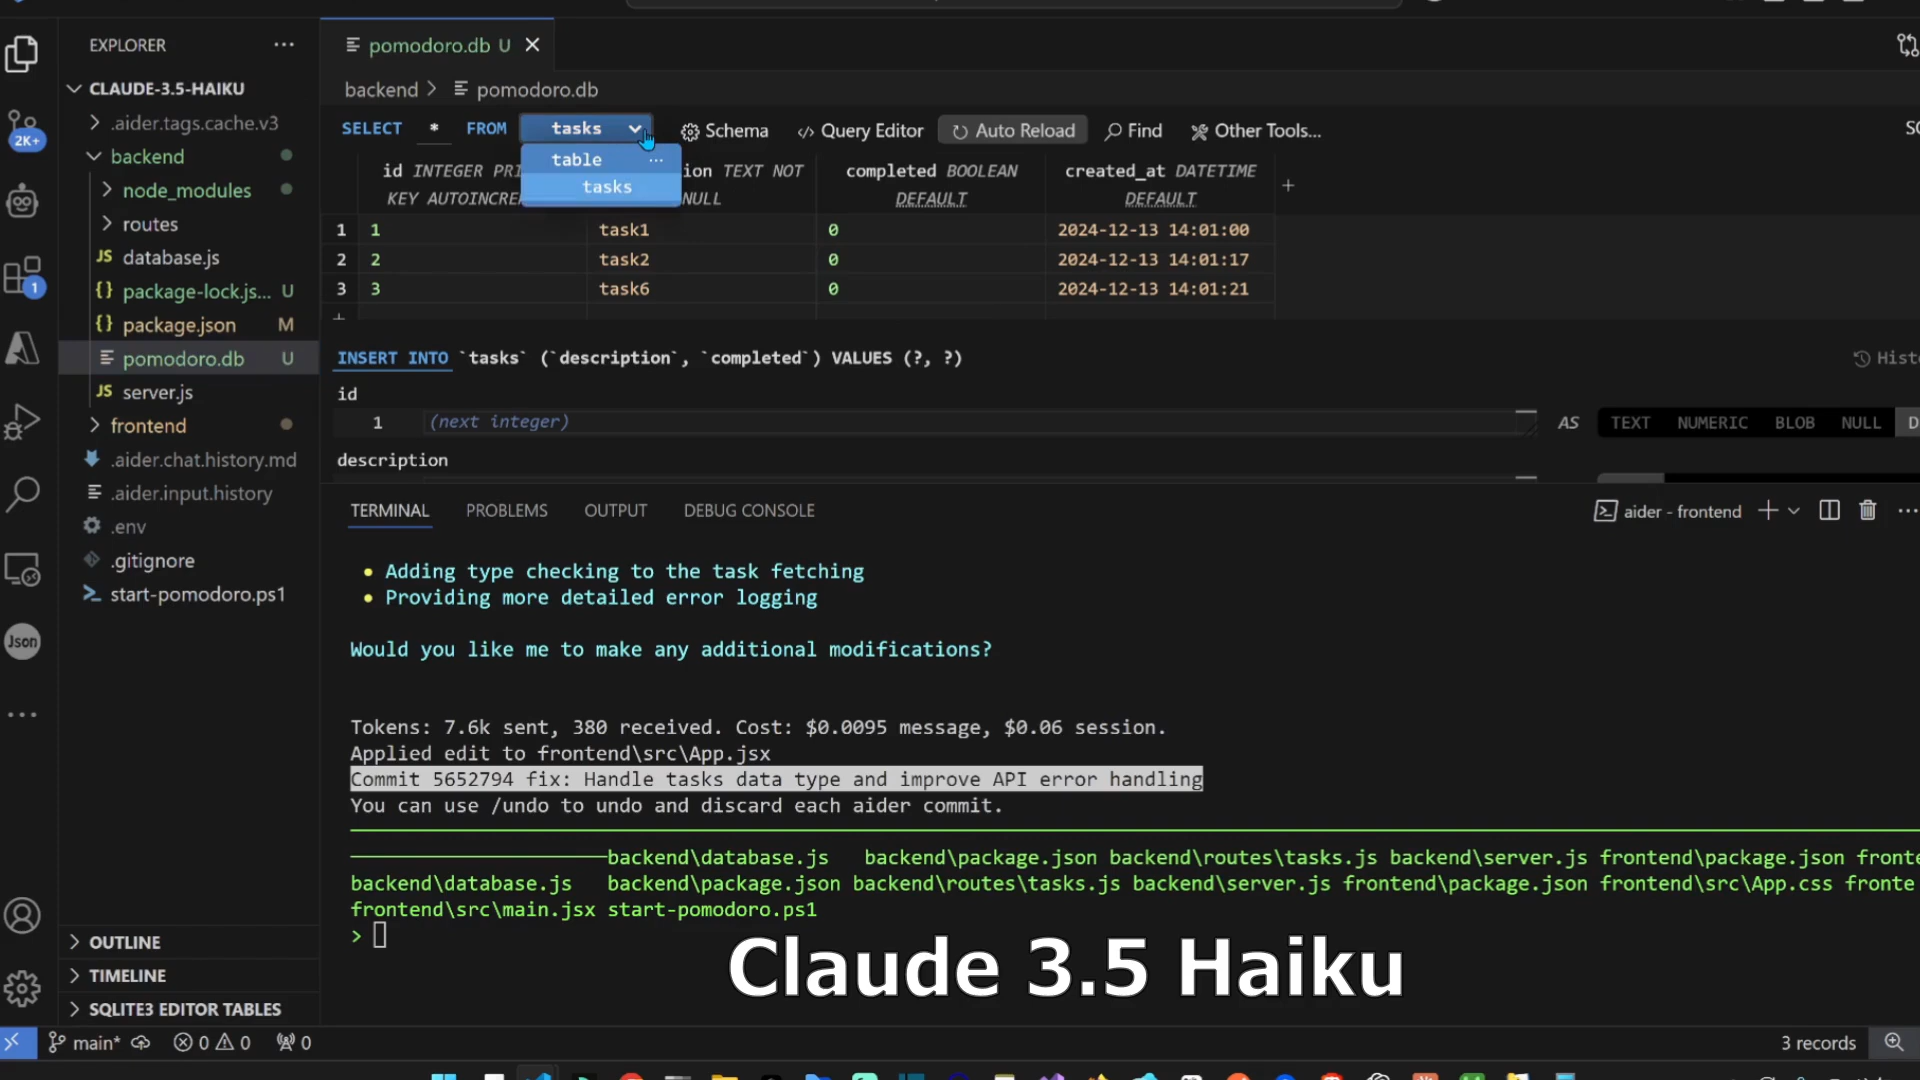 EXPLORER
pomodoro.db U
CLAUDE-3.5-HAIKU
.aider.tags.cache.v3
backend
node_modules
routes
JS database.js
{} package-lock.js... U
{} package.json M
pomodoro.db U
JS server.js
frontend
.aider.chat.history.md
.aider.input.history
.env
.gitignore
start-pomodoro.ps1
OUTLINE
TIMELINE
SQLITE3 EDITOR TABLES
2K+
1
Json
backend > pomodoro.db
SELECT * FROM tasks Schema </> Query Editor Auto Reload Find Other Tools...
table ...
tasks
id INTEGER PRI
KEY AUTOINCRE
ion TEXT NOT
NULL
completed BOOLEAN
DEFAULT
created_at DATETIME
DEFAULT
+
1 1 task1 0 2024-12-13 14:01:00
2 2 task2 0 2024-12-13 14:01:17
3 3 task6 0 2024-12-13 14:01:21
+
INSERT INTO `tasks` (`description`, `completed`) VALUES (?, ?)
Histo
id
1 (next integer) AS TEXT NUMERIC BLOB NULL D
description
TERMINAL PROBLEMS OUTPUT DEBUG CONSOLE
aider - frontend
• Adding type checking to the task fetching
• Providing more detailed error logging
Would you like me to make any additional modifications?
Tokens: 7.6k sent, 380 received. Cost: $0.0095 message, $0.06 session.
Applied edit to frontend\src\App.jsx
Commit 5652794 fix: Handle tasks data type and improve API error handling
You can use /undo to undo and discard each aider commit.
backend\database.js backend\package.json backend\routes\tasks.js backend\server.js frontend\package.json fronte
backend\database.js backend\package.json backend\routes\tasks.js backend\server.js frontend\package.json frontend\src\App.css fronte
frontend\src\main.jsx start-pomodoro.ps1
>
Claude 3.5 Haiku
main* 0 0 0
3 records